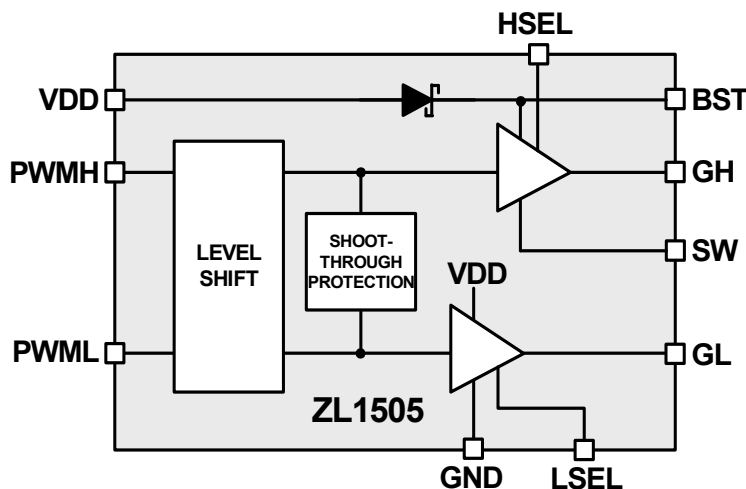 HSEL
VDD
BST
PWMH
GH
LEVEL
SHIFT
SHOOT-
THROUGH
PROTECTION
SW
VDD
PWML
GL
ZL1505
GND
LSEL